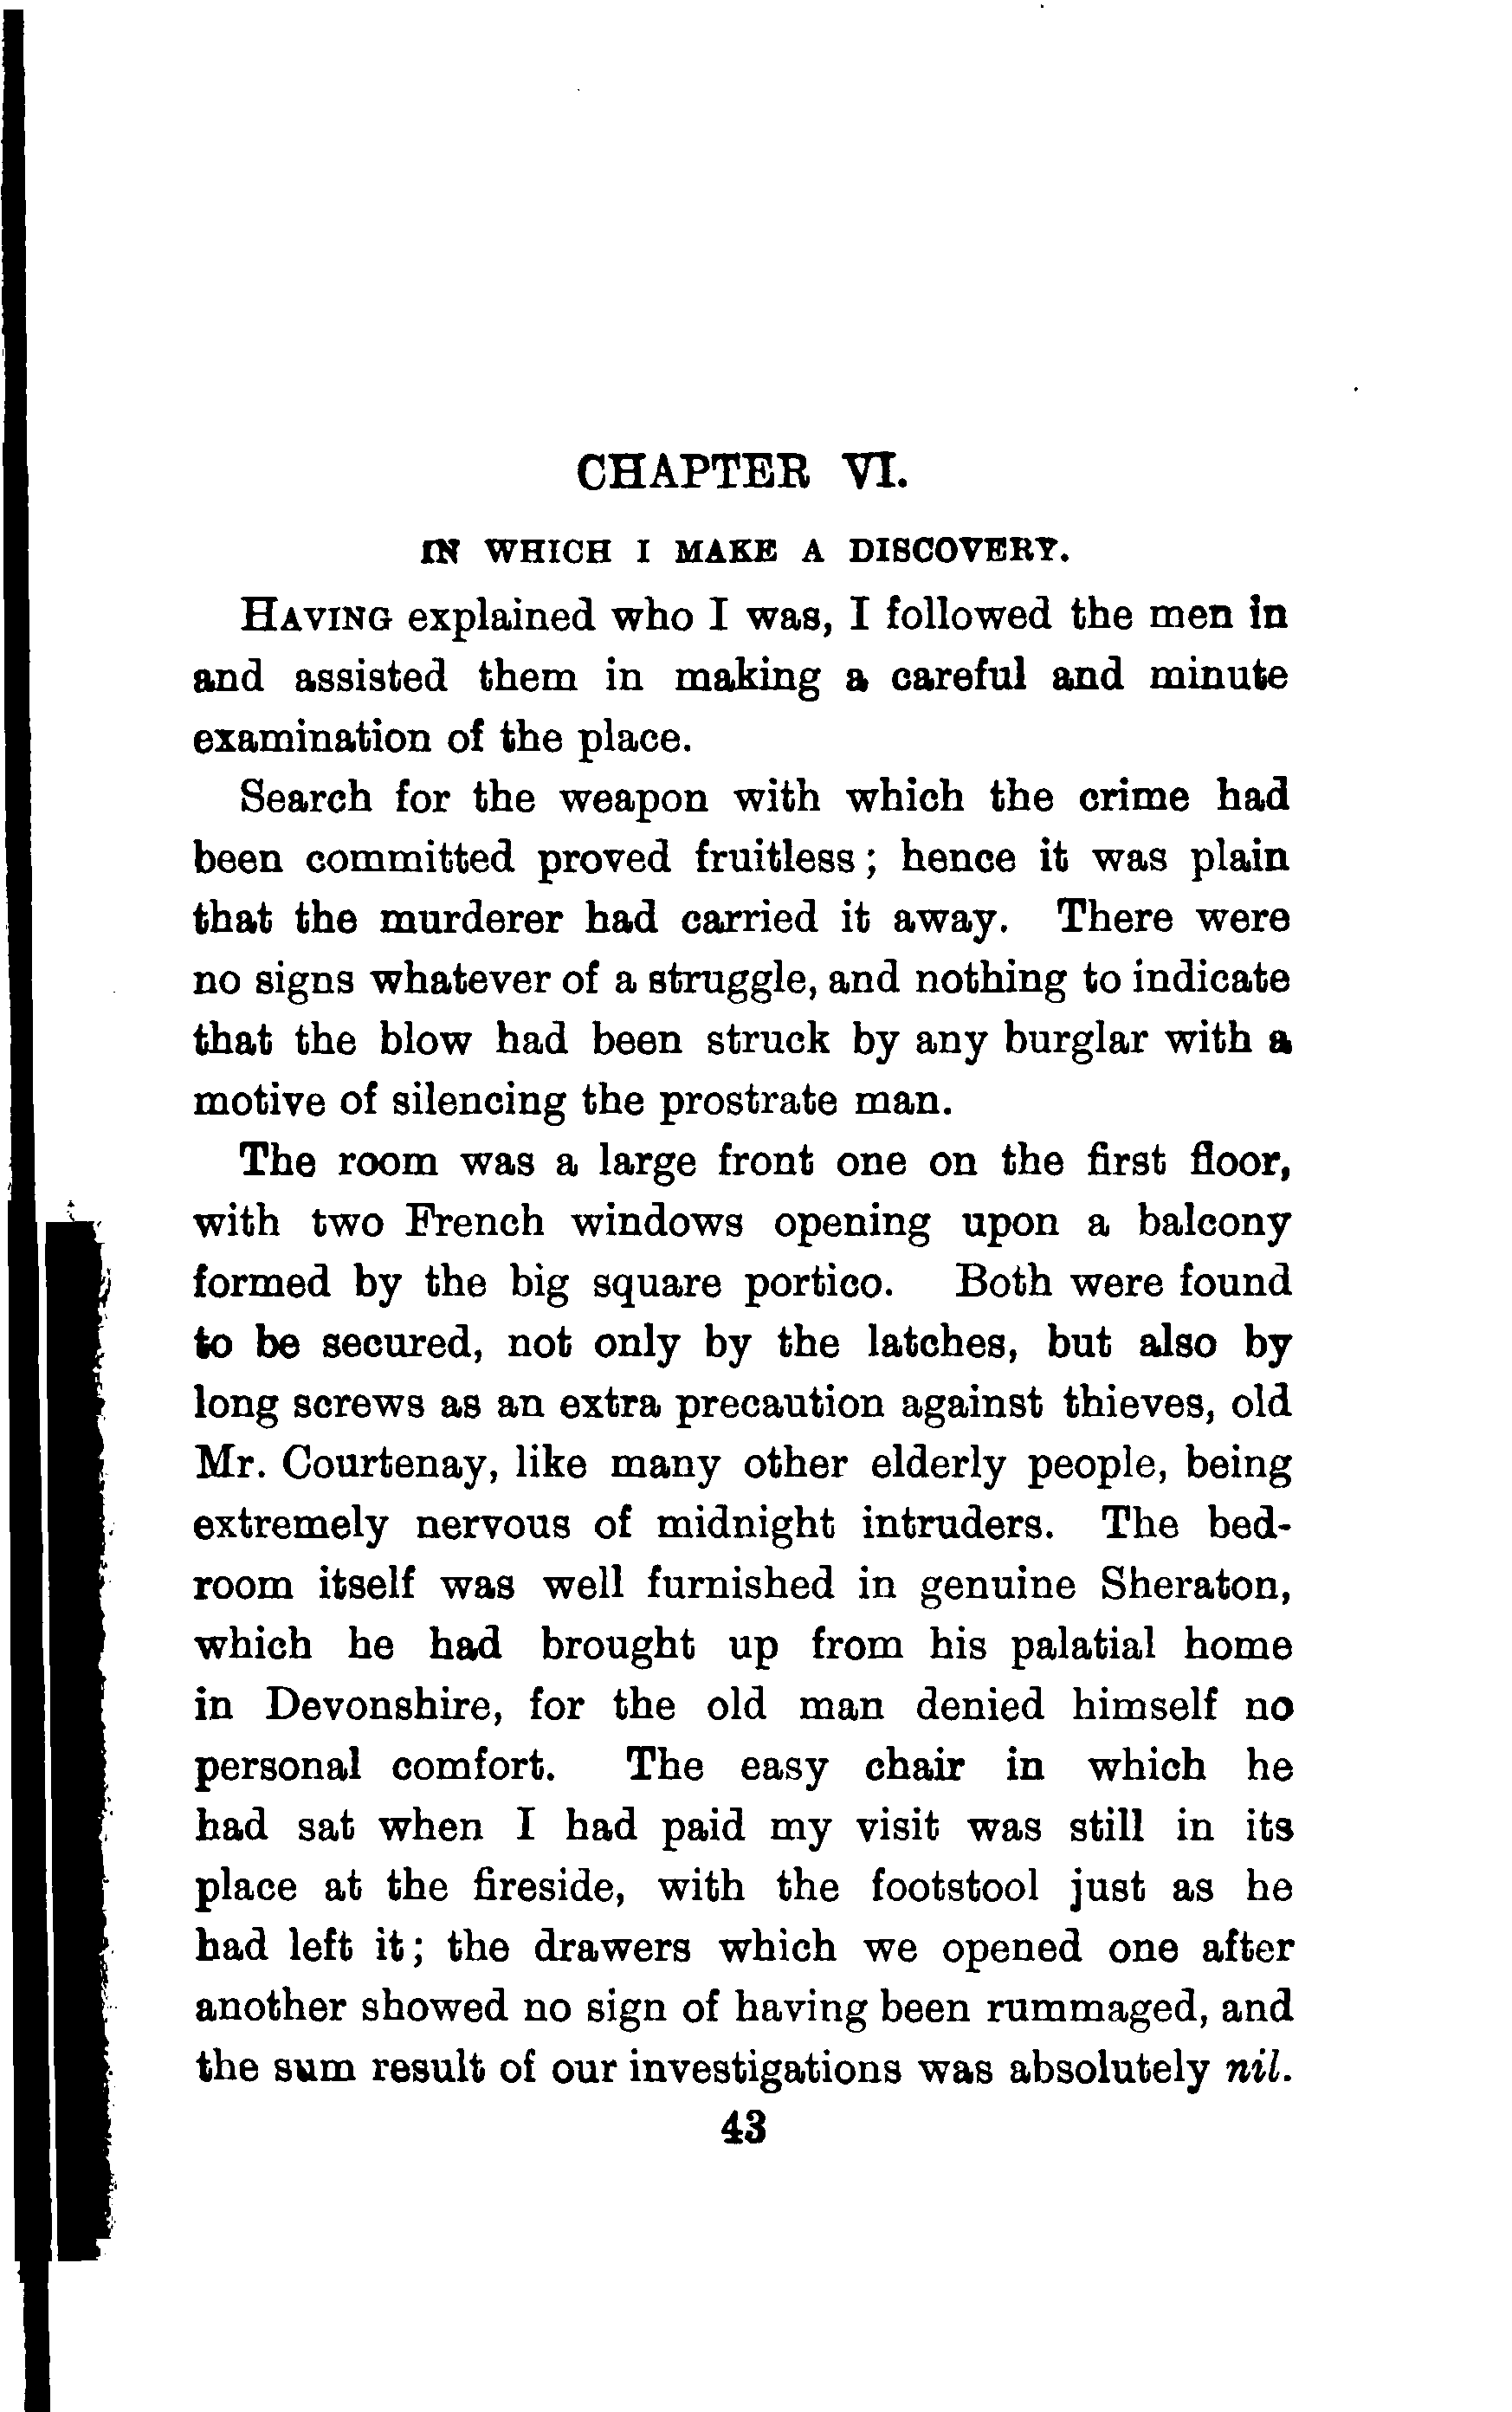 CHAPTER VI.
IN WHICH I MAKE A DISCOVERY.
HAVING explained who I was, I followed the men in
and assisted them in making a careful and minute
examination of the place.
Search for the weapon with which the crime had
been committed proved fruitless; hence it was plain
that the murderer had carried it away. There were
no signs whatever of a struggle, and nothing to indicate
that the blow had been struck by any burglar with a
motive of silencing the prostrate man.
The room was a large front one on the first floor,
with two French windows opening upon a balcony
formed by the big square portico. Both were found
to be secured, not only by the latches, but also by
long screws as an extra precaution against thieves, old
Mr. Courtenay, like many other elderly people, being
extremely nervous of midnight intruders. The bed-
room itself was well furnished in genuine Sheraton,
which he had brought up from his palatial home
in Devonshire, for the old man denied himself no
personal comfort. The easy chair in which he
had sat when I had paid my visit was still in its
place at the fireside, with the footstool just as he
had left it; the drawers which we opened one after
another showed no sign of having been rummaged, and
the sum result of our investigations was absolutely nil.
43